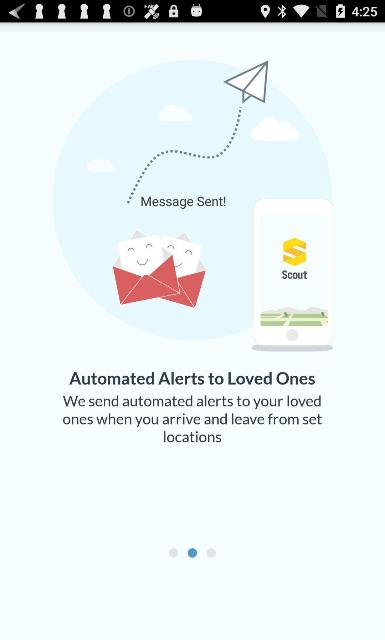 4:25
Message Sent!
Scout
Automated Alerts to Loved Ones
We send automated alerts to your loved
ones when you arrive and leave from set
locations